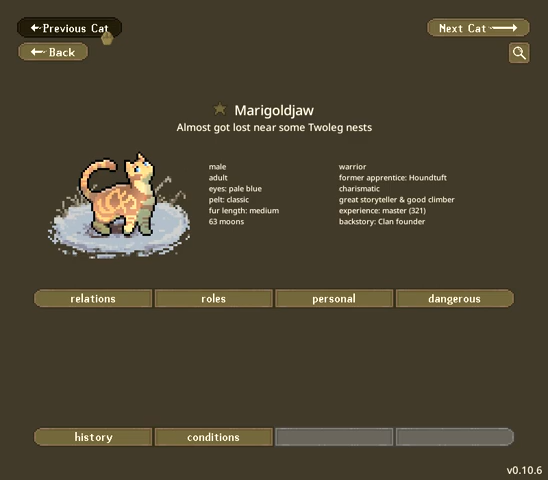 Previous Cat
Next Cat
Back
Marigoldjaw
Almost got lost near some Twoleg nests
male
adult
eyes: pale blue
pelt: classic
fur length: medium
63 moons
warrior
former apprentice: Houndtuft
charismatic
great storyteller & good climber
experience: master (321)
backstory: Clan founder
relations
roles
personal
dangerous
history
conditions
v0.10.6